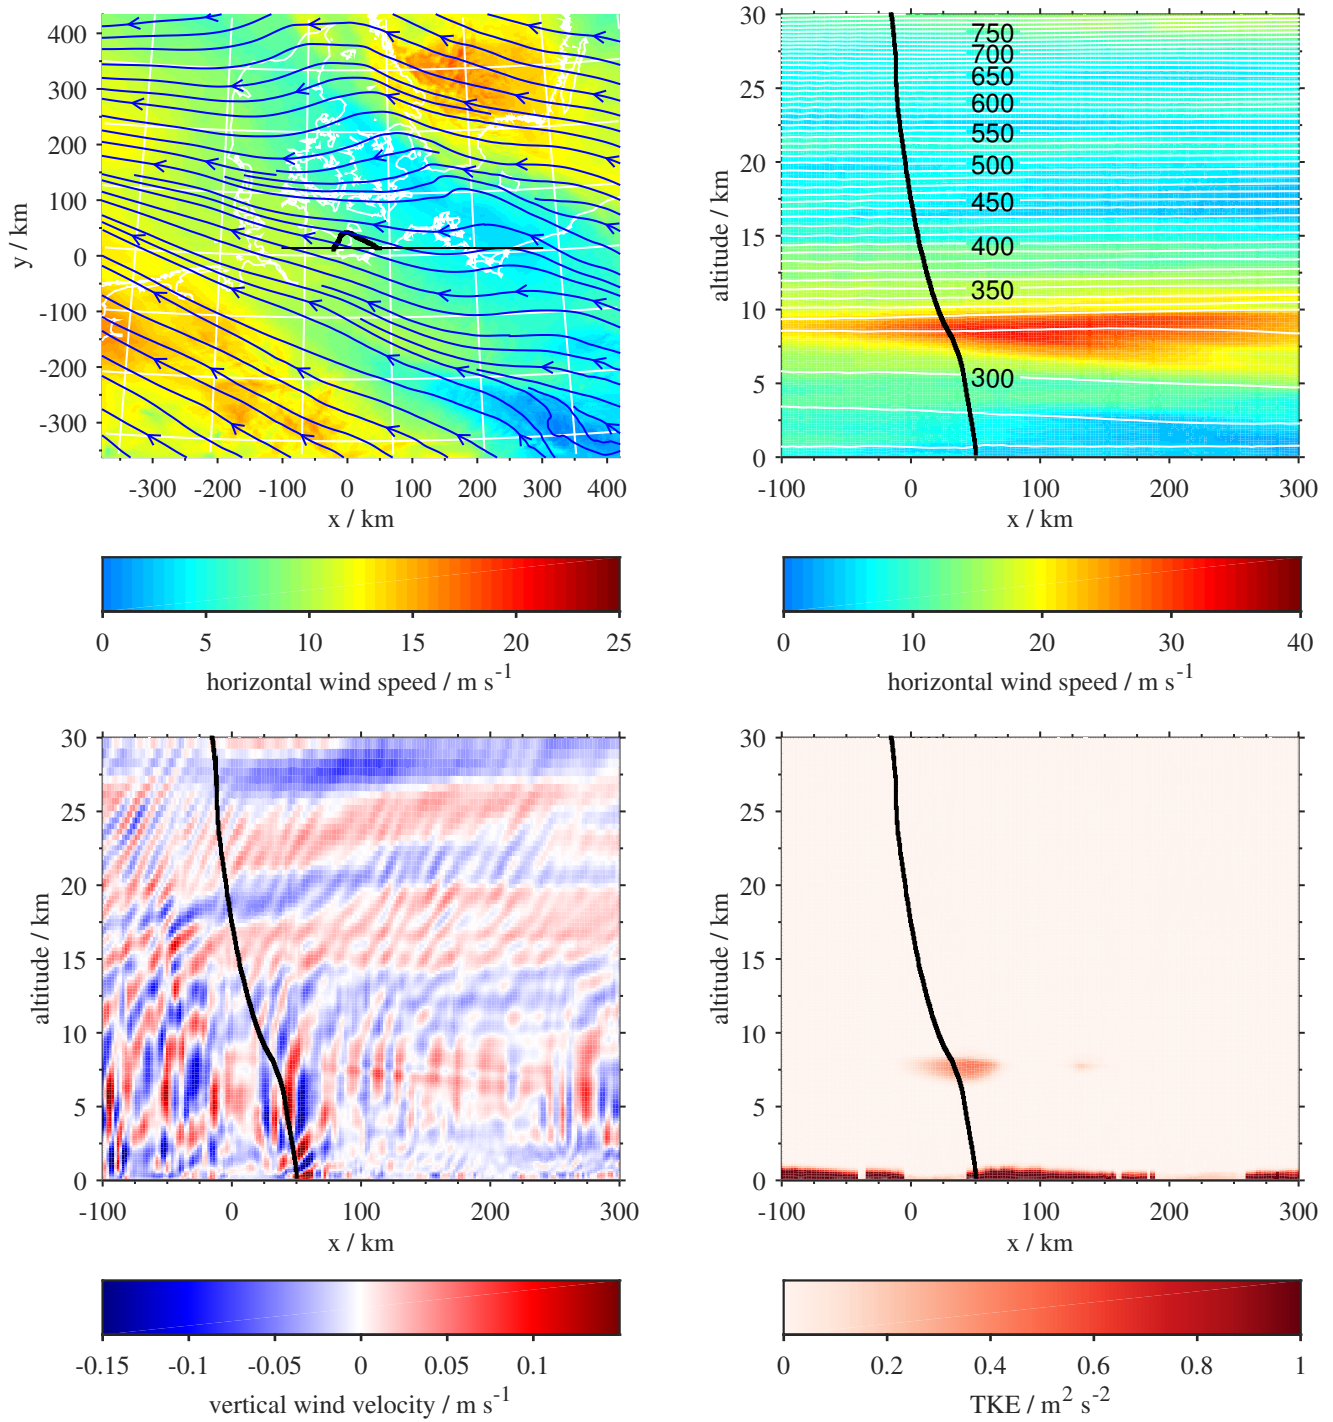 400
300
200
100
0
-100
-200
-300
y / km
-300 -200 -100 0 100 200 300 400
x / km
0 5 10 15 20 25
horizontal wind speed / m s-1
30
25
20
15
10
5
0
altitude / km
750
700
650
600
550
500
450
400
350
300
-100 0 100 200 300
x / km
0 10 20 30 40
horizontal wind speed / m s-1
30
25
20
15
10
5
0
altitude / km
-100 0 100 200 300
x / km
-0.15 -0.1 -0.05 0 0.05 0.1
vertical wind velocity / m s-1
30
25
20
15
10
5
0
altitude / km
-100 0 100 200 300
x / km
0 0.2 0.4 0.6 0.8 1
TKE / m2 s-2